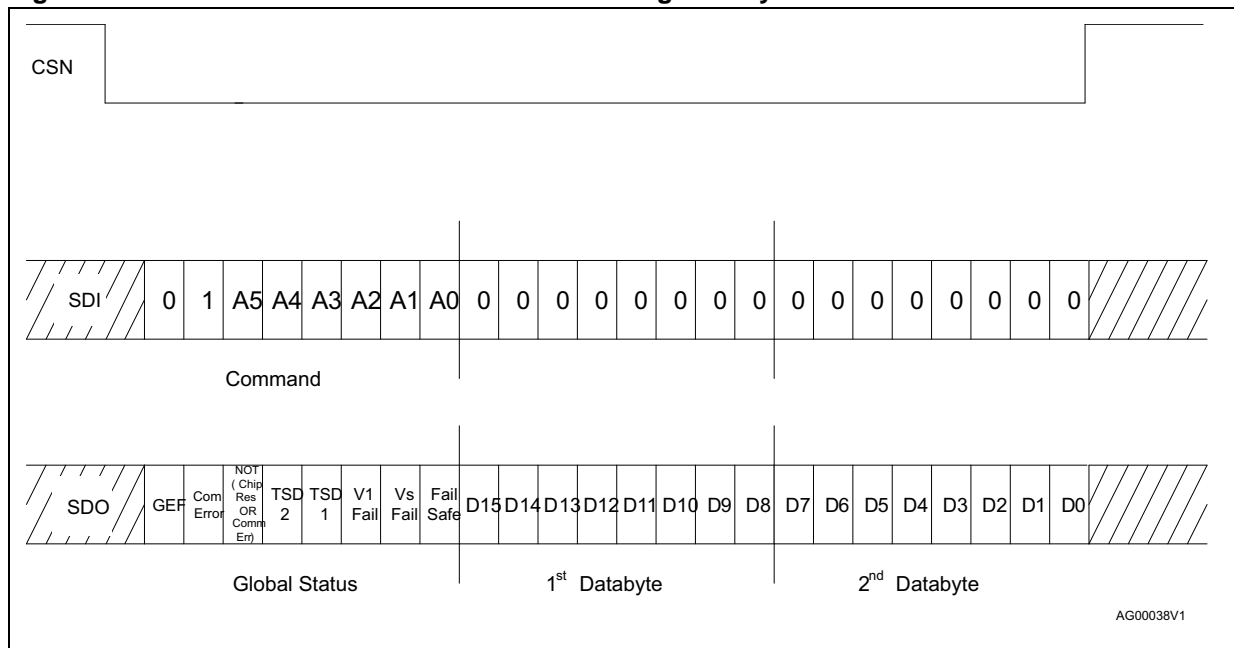 CSN
SDI 0 1 A5 A4 A3 A2 A1 A0 0 0 0 0 0 0 0 0 0 0 0 0 0 0 0 0
Command
SDO GEF Com Error NOT ( Chip Res OR Comm Err) TSD 2 TSD 1 V1 Fail Vs Fail Fail Safe D15 D14 D13 D12 D11 D10 D9 D8 D7 D6 D5 D4 D3 D2 D1 D0
Global Status 1st Databyte 2nd Databyte
AG00038V1